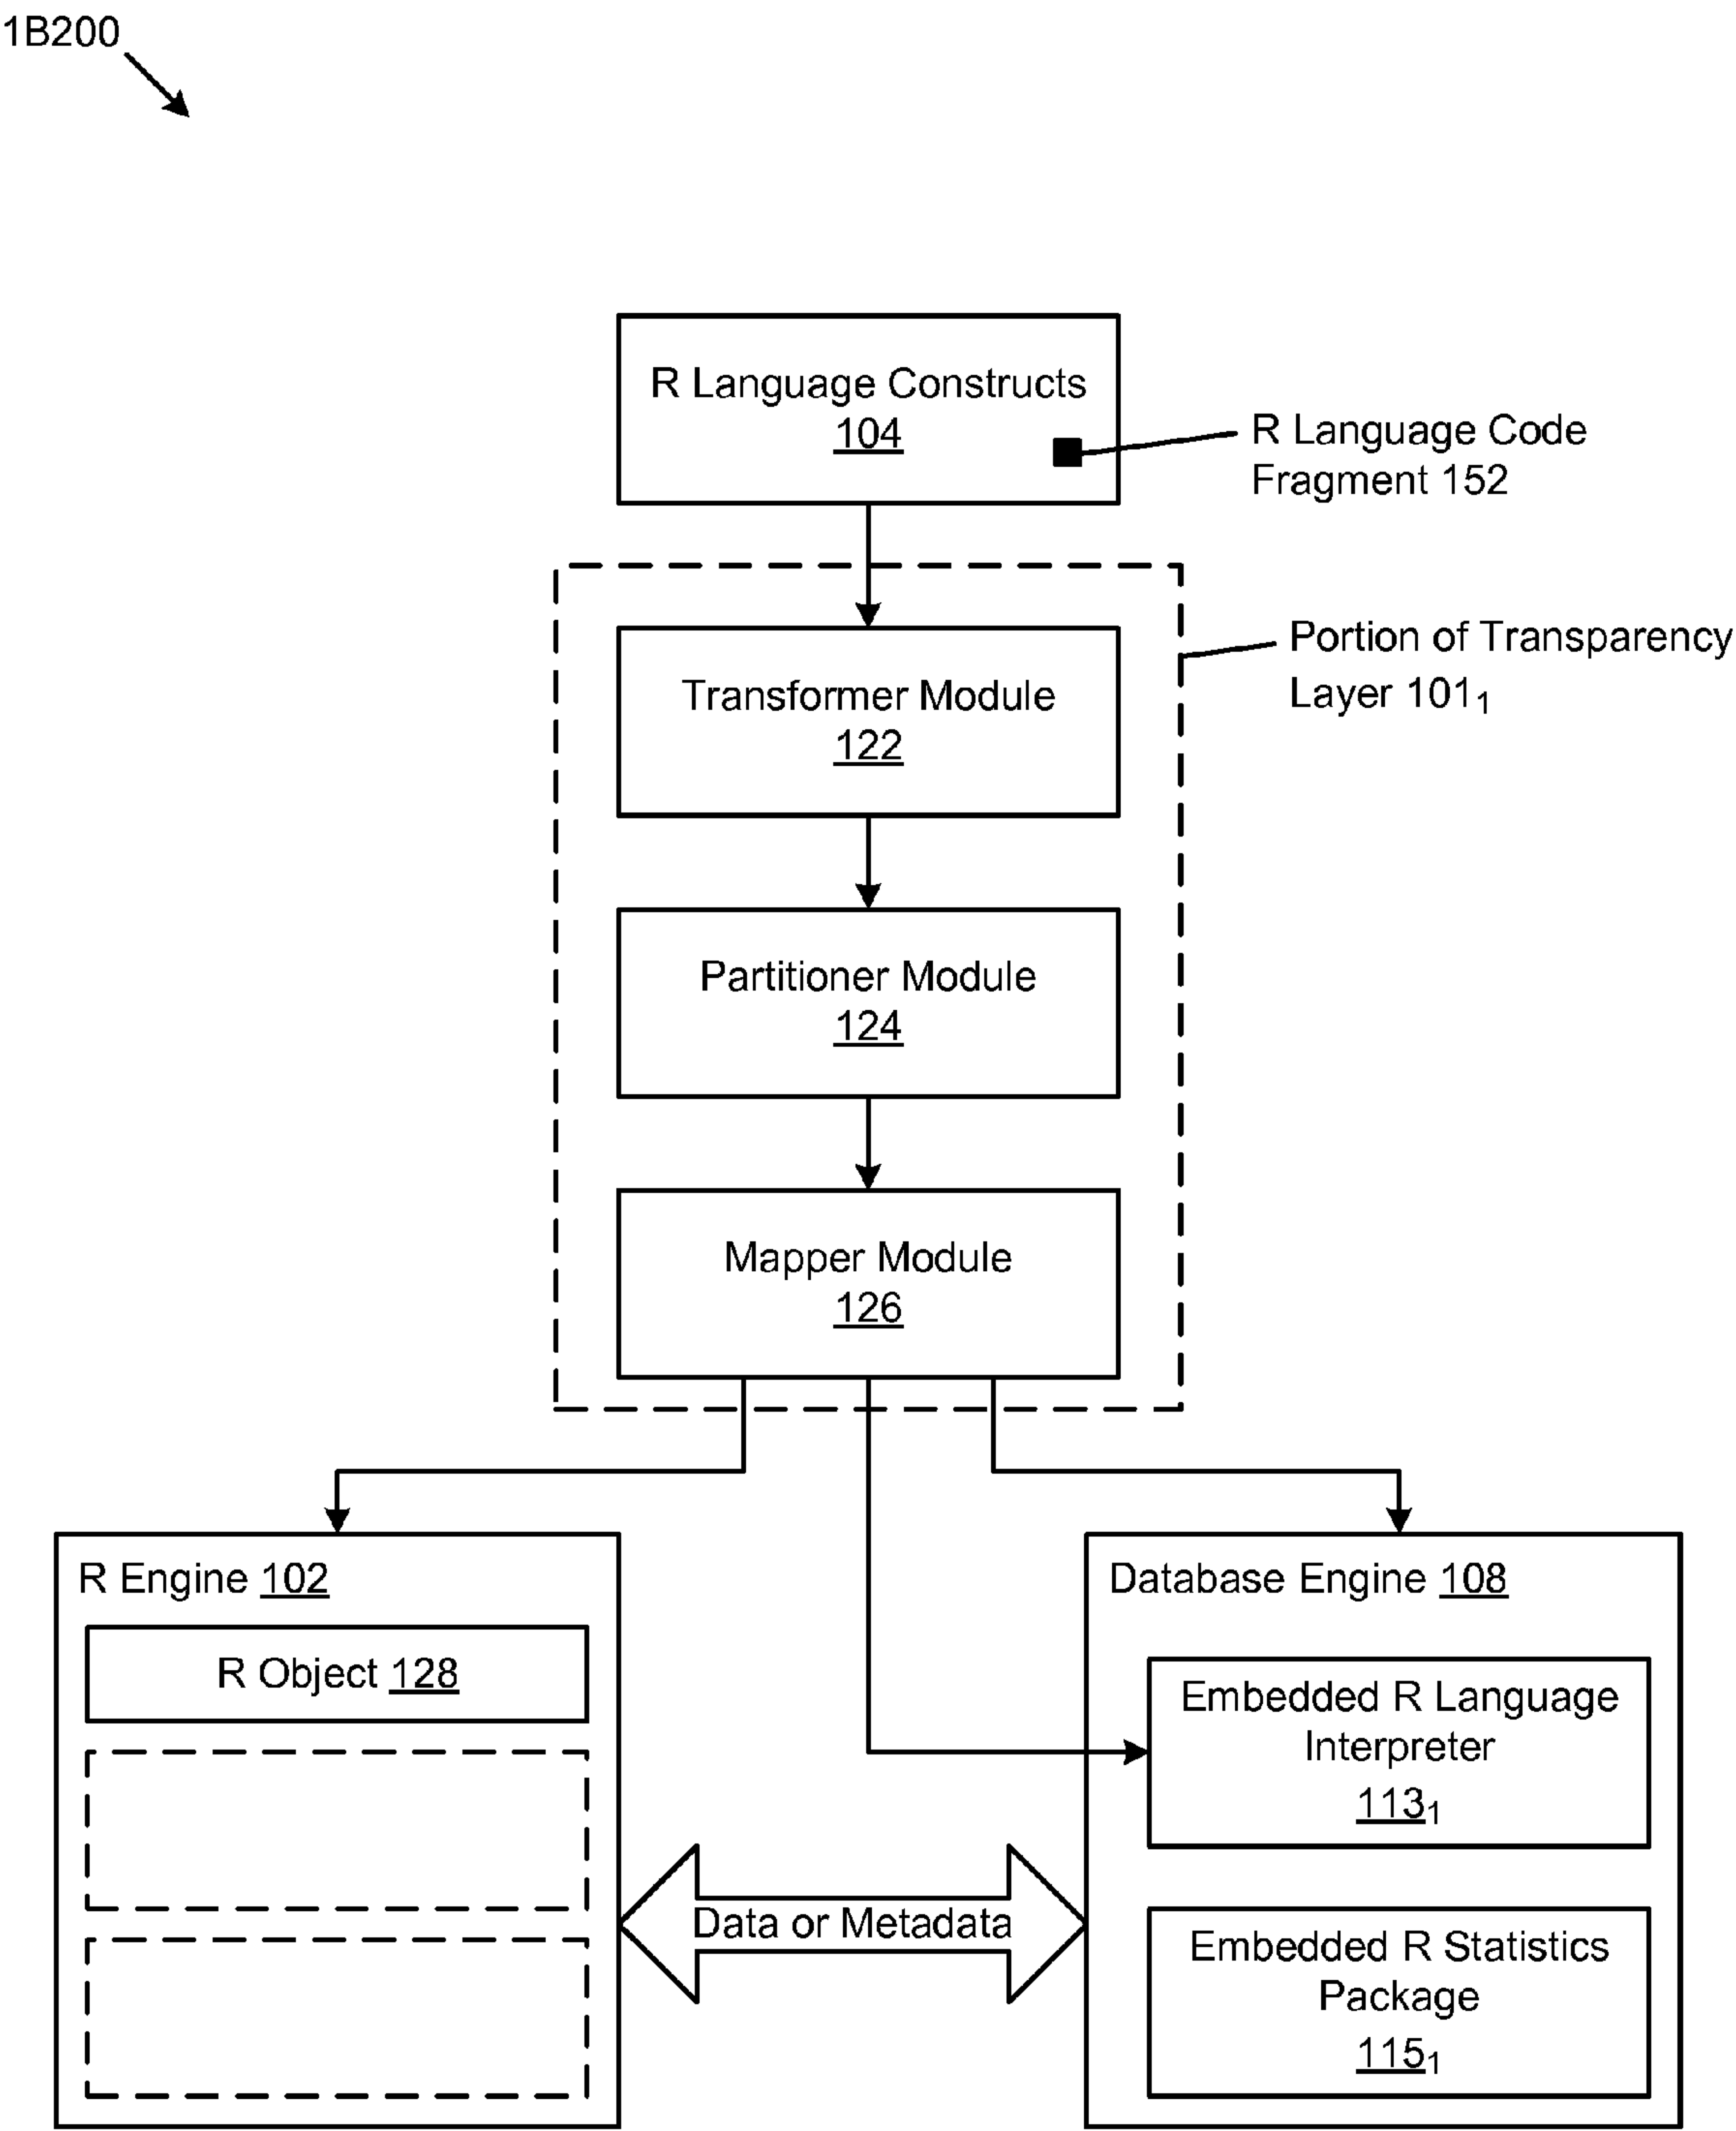 1B200
R Language Constructs
104
R Language Code
Fragment 152
Portion of Transparency
Layer 101₁
Transformer Module
122
Partitioner Module
124
Mapper Module
126
R Engine 102
R Object 128
Database Engine 108
Embedded R Language
Interpreter
113₁
Data or Metadata
Embedded R Statistics
Package
115₁